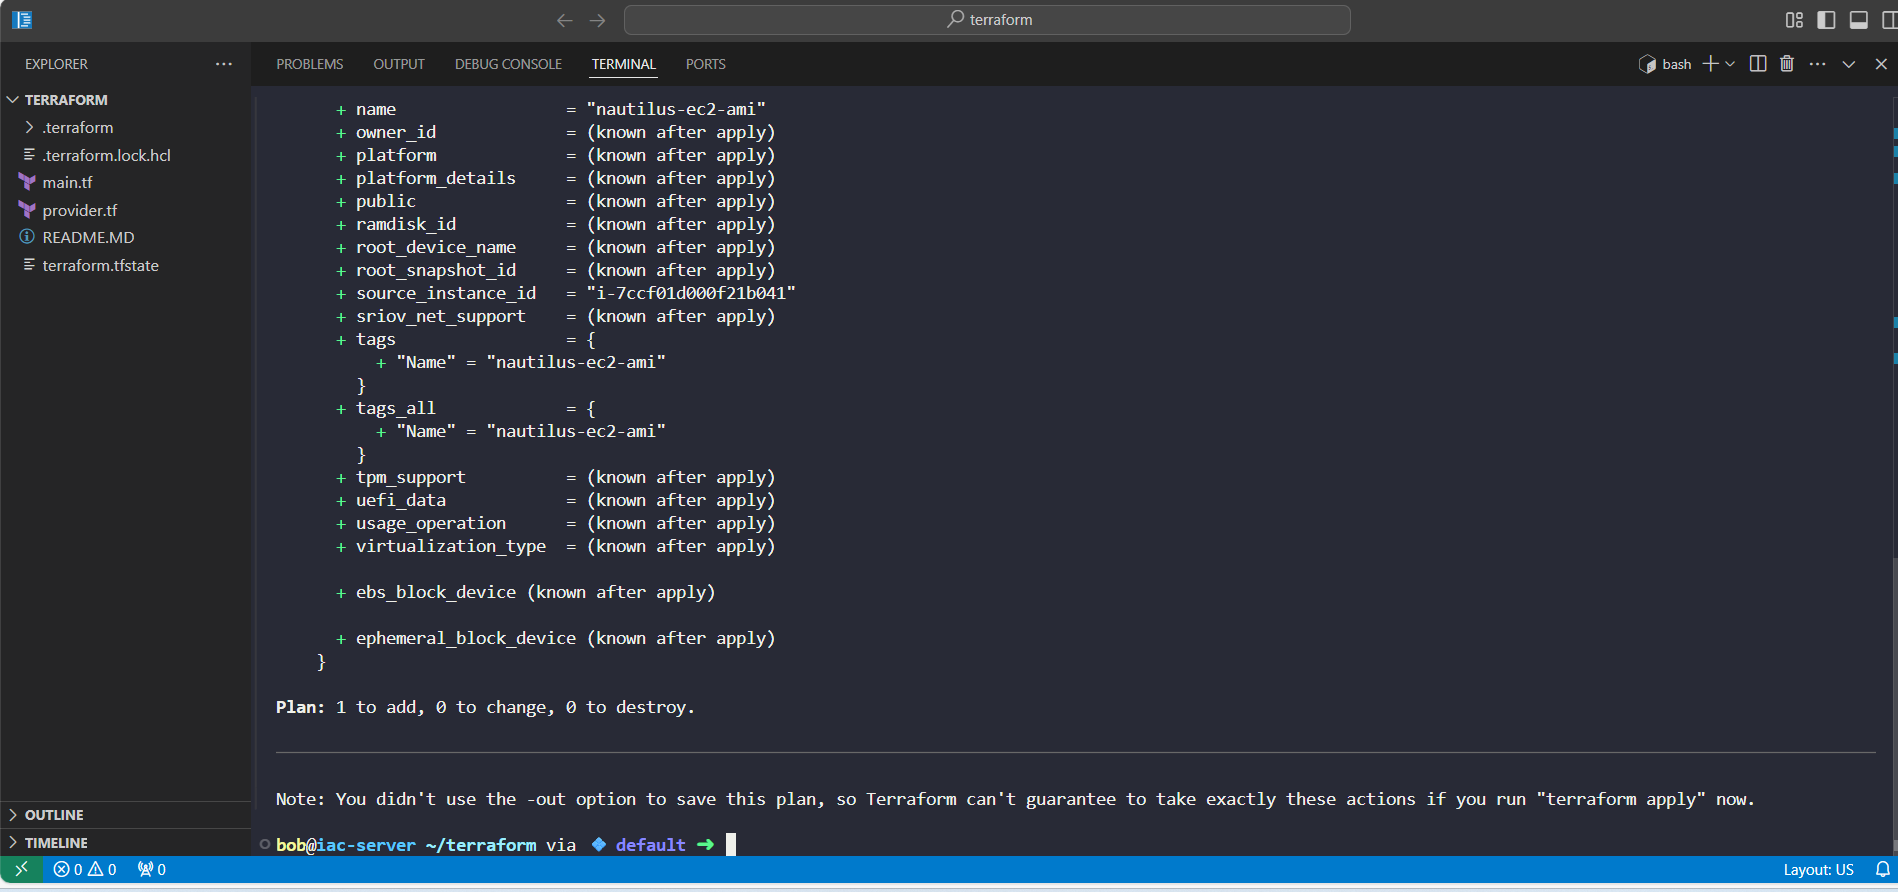 terraform
EXPLORER
TERRAFORM
.terraform
.terraform.lock.hcl
main.tf
provider.tf
README.MD
terraform.tfstate
OUTLINE
TIMELINE
PROBLEMS OUTPUT DEBUG CONSOLE TERMINAL PORTS
bash
+ name = "nautilus-ec2-ami"
+ owner_id = (known after apply)
+ platform = (known after apply)
+ platform_details = (known after apply)
+ public = (known after apply)
+ ramdisk_id = (known after apply)
+ root_device_name = (known after apply)
+ root_snapshot_id = (known after apply)
+ source_instance_id = "i-7ccf01d000f21b041"
+ sriov_net_support = (known after apply)
+ tags = {
+ "Name" = "nautilus-ec2-ami"
}
+ tags_all = {
+ "Name" = "nautilus-ec2-ami"
}
+ tpm_support = (known after apply)
+ uefi_data = (known after apply)
+ usage_operation = (known after apply)
+ virtualization_type = (known after apply)
+ ebs_block_device (known after apply)
+ ephemeral_block_device (known after apply)
}
Plan: 1 to add, 0 to change, 0 to destroy.
Note: You didn't use the -out option to save this plan, so Terraform can't guarantee to take exactly these actions if you run "terraform apply" now.
bob@iac-server ~/terraform via default ➜
0 0 0
Layout: US